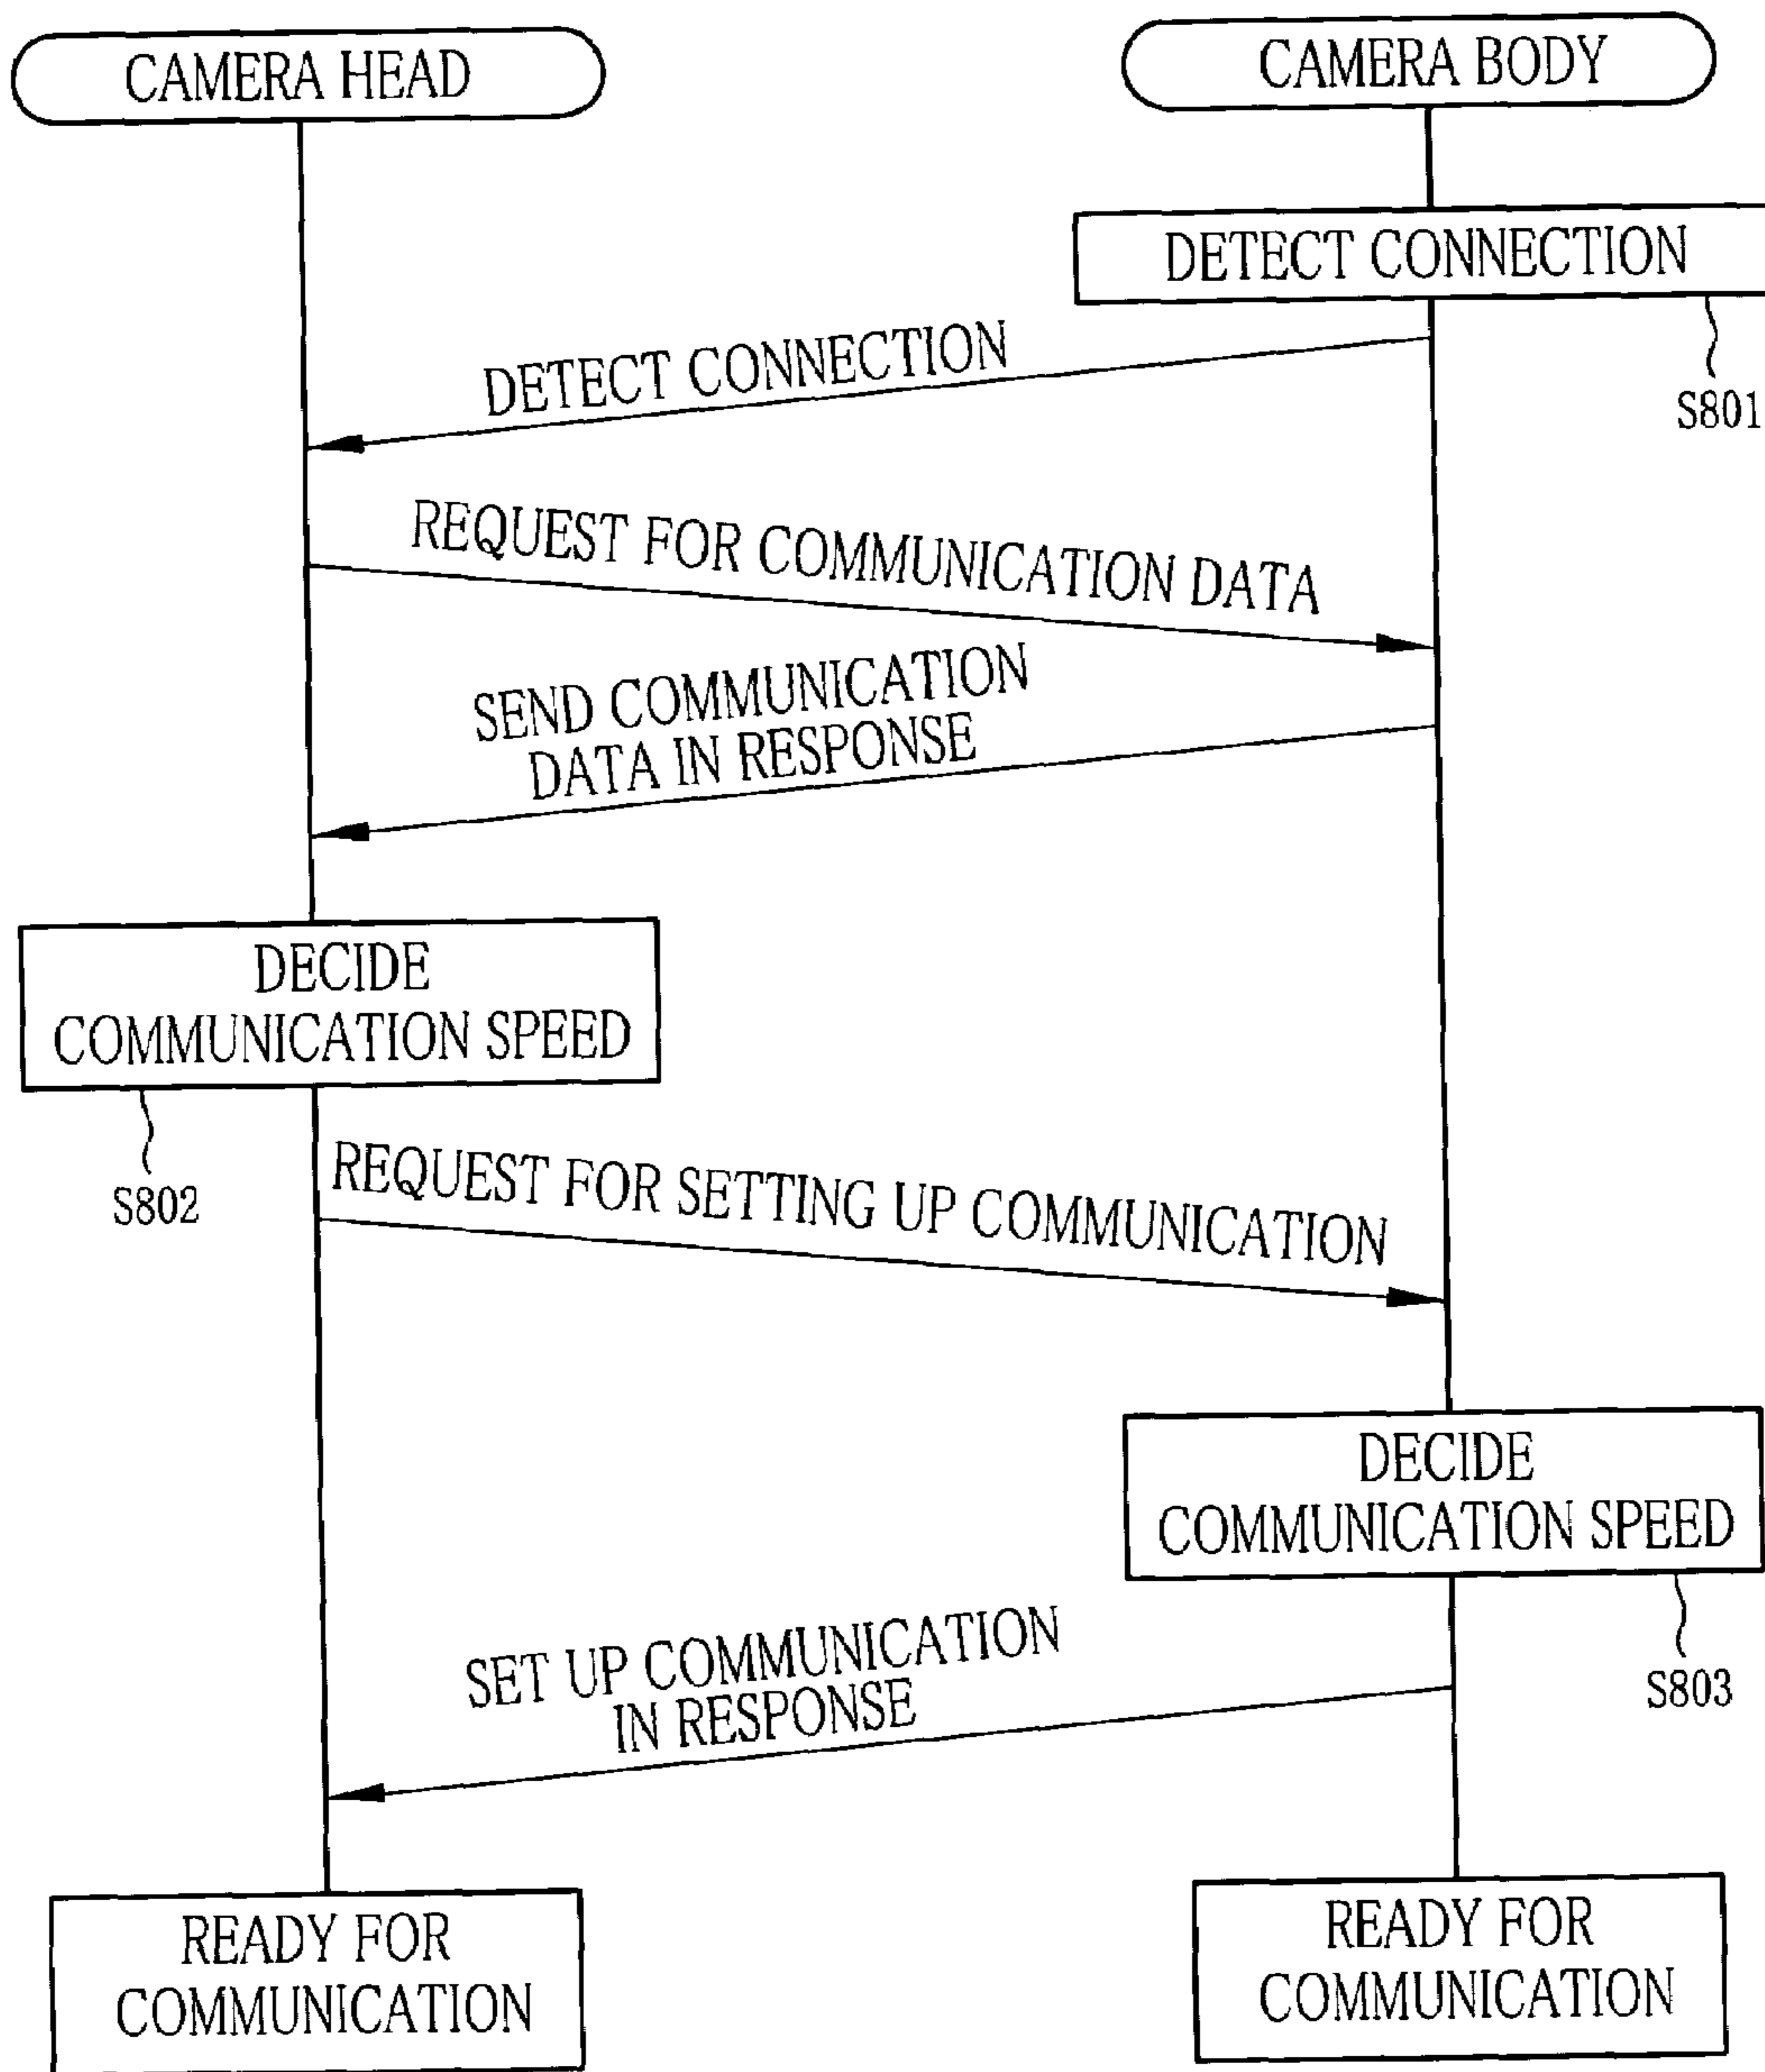 CAMERA HEAD
CAMERA BODY
DETECT CONNECTION
S801
DETECT CONNECTION
REQUEST FOR COMMUNICATION DATA
SEND COMMUNICATION
DATA IN RESPONSE
DECIDE
COMMUNICATION SPEED
S802
REQUEST FOR SETTING UP COMMUNICATION
DECIDE
COMMUNICATION SPEED
S803
SET UP COMMUNICATION
IN RESPONSE
READY FOR
COMMUNICATION
READY FOR
COMMUNICATION